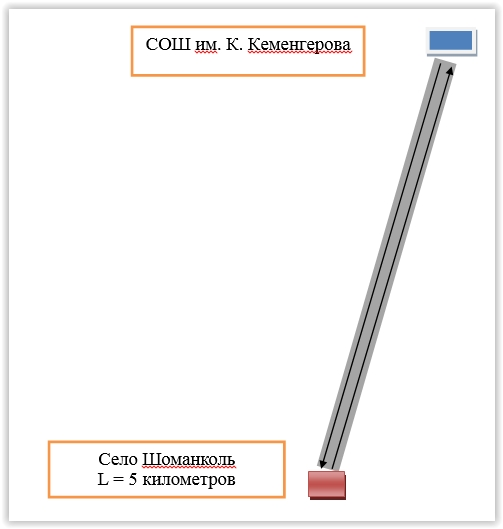 СОШ им. К. Кеменгерова
Село Шоманколь
L = 5 километров